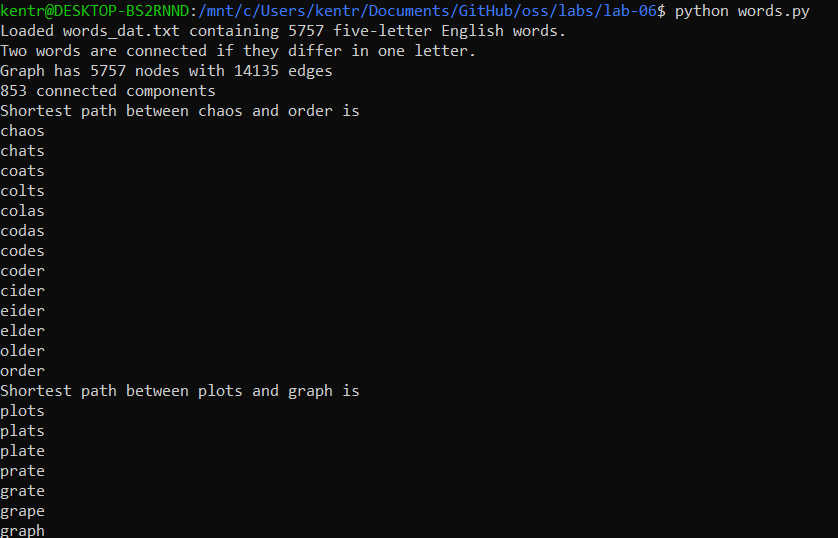 kentr@DESKTOP-BS2RNND:/mnt/c/Users/kentr/Documents/GitHub/oss/labs/lab-06$ python words.py
Loaded words_dat.txt containing 5757 five-letter English words.
Two words are connected if they differ in one letter.
Graph has 5757 nodes with 14135 edges
853 connected components
Shortest path between chaos and order is
chaos
chats
coats
colts
colas
codas
codes
coder
cider
eider
elder
older
order
Shortest path between plots and graph is
plots
plats
plate
prate
grate
grape
graph